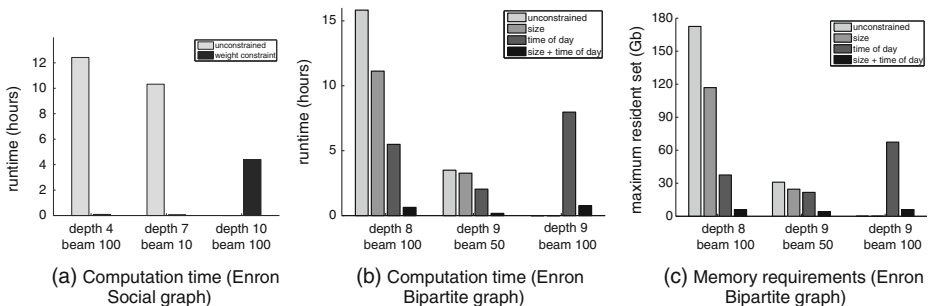 unconstrained
weight constraint
12
10
8
6
4
2
0
runtime (hours)
depth 4
beam 100
depth 7
beam 10
depth 10
beam 100
(a) Computation time (Enron
Social graph)
unconstrained
size
time of day
size + time of day
15
10
5
0
runtime (hours)
depth 8
beam 100
depth 9
beam 50
depth 9
beam 100
(b) Computation time (Enron
Bipartite graph)
unconstrained
size
time of day
size + time of day
180
150
120
90
60
30
0
maximum resident set (Gb)
depth 8
beam 100
depth 9
beam 50
depth 9
beam 100
(c) Memory requirements (Enron
Bipartite graph)